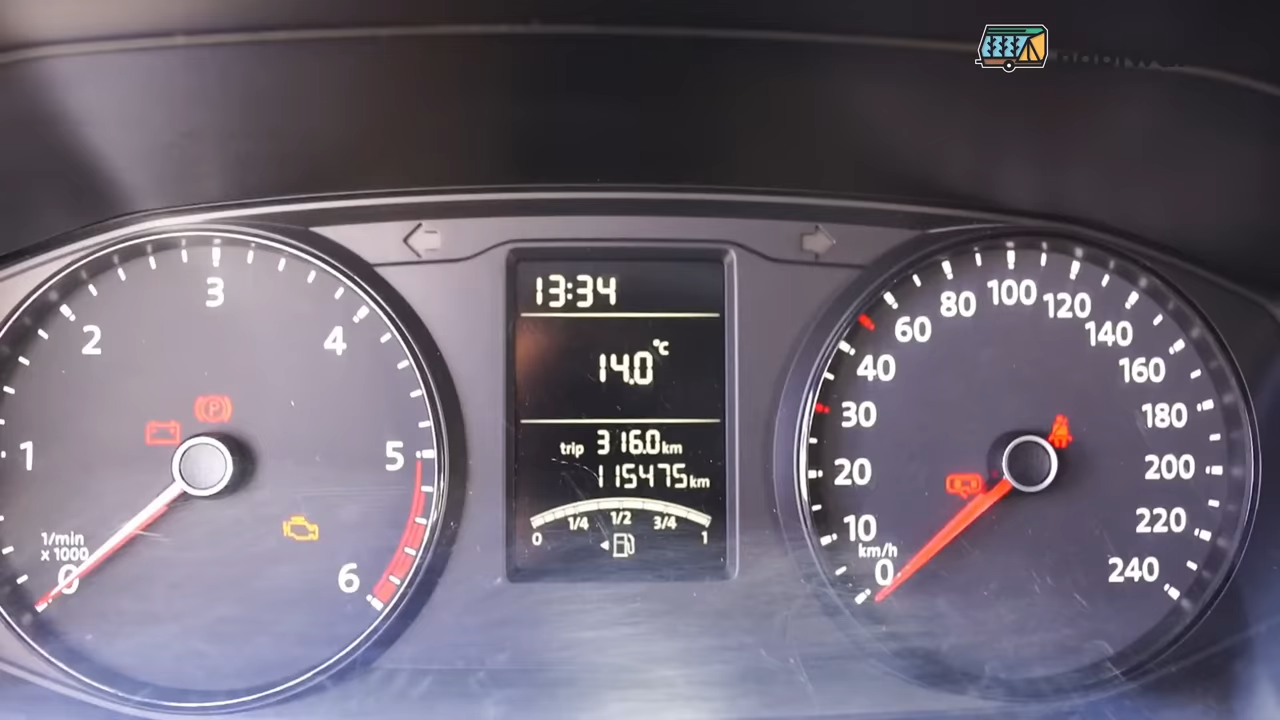 13:34
14.0°C
trip 316.0km
115475km
0 1/4 1/2 3/4 1
1/min
x 1000
0 1 2 3 4 5 6
P
km/h
0 10 20 30 40 60 80 100 120 140 160 180 200 220 240